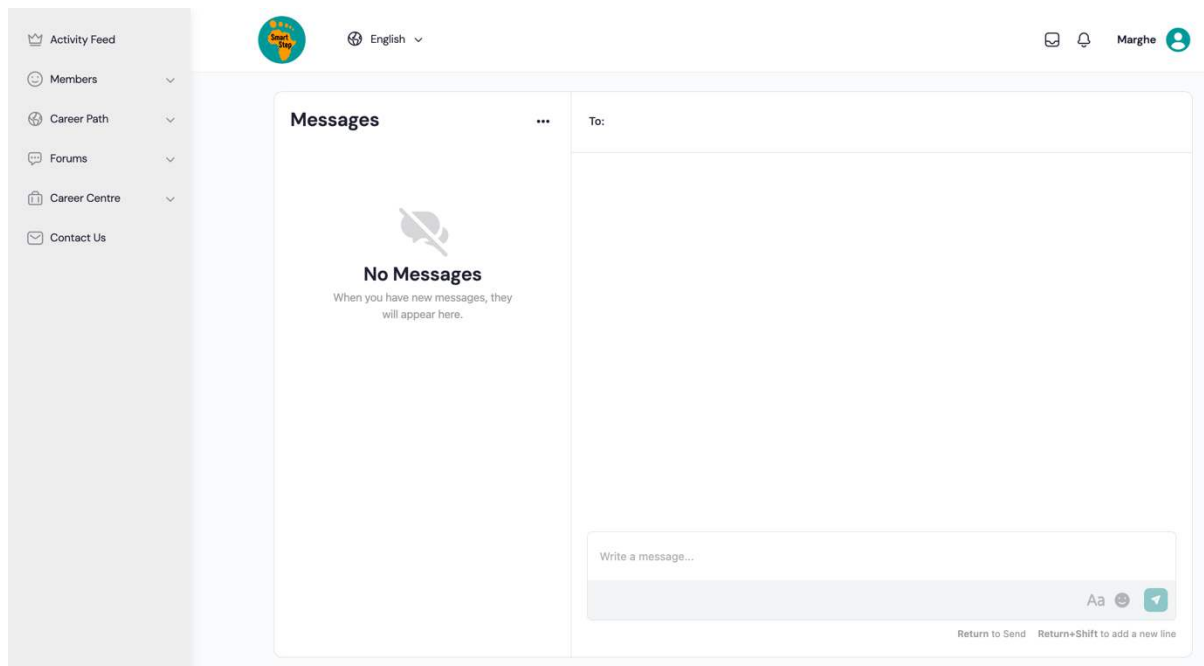 Activity Feed
Members
Career Path
Forums
Career Centre
Contact Us
Smart
Step
English
Marghe
Messages
No Messages
When you have new messages, they
will appear here.
To:
Write a message...
Aa
Return to Send Return+Shift to add a new line